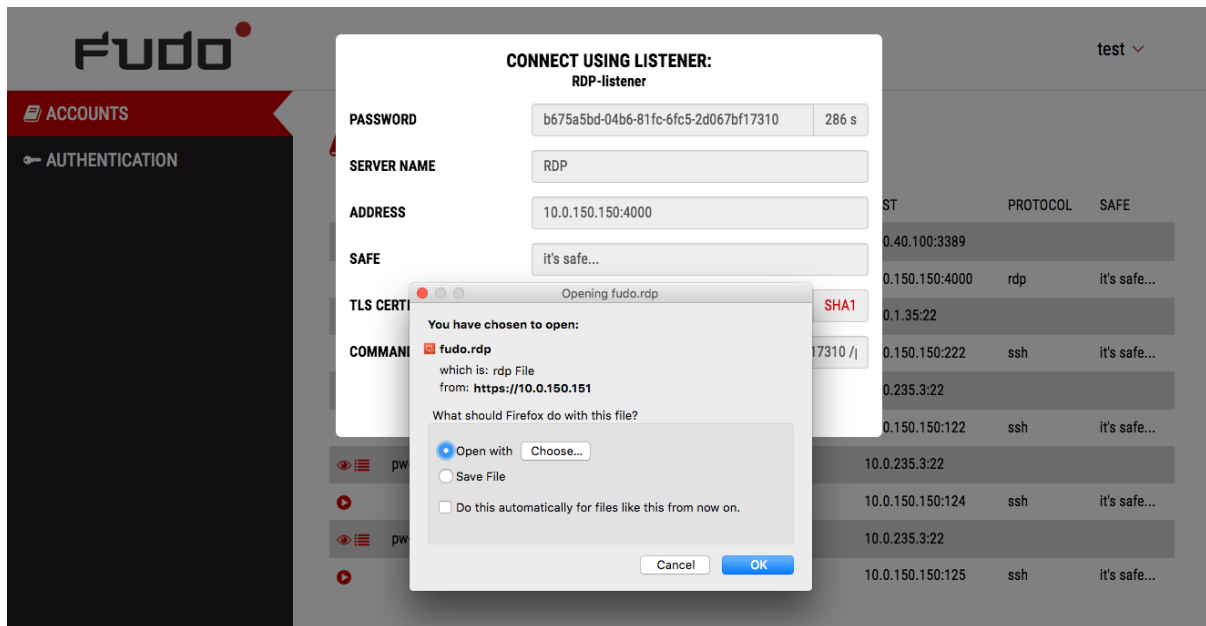 Fudo
test
ACCOUNTS
AUTHENTICATION
CONNECT USING LISTENER:
RDP-listener
PASSWORD b675a5bd-04b6-81fc-6fc5-2d067bf17310 286 s
SERVER NAME RDP
ADDRESS 10.0.150.150:4000
SAFE it's safe...
TLS CERTI SHA1
COMMAND 17310 /p
Opening fudo.rdp
You have chosen to open:
fudo.rdp
which is: rdp File
from: https://10.0.150.151
What should Firefox do with this file?
Open with Choose...
Save File
Do this automatically for files like this from now on.
Cancel OK
ST PROTOCOL SAFE
0.40.100:3389
0.150.150:4000 rdp it's safe...
0.1.35:22
0.150.150:222 ssh it's safe...
0.235.3:22
0.150.150:122 ssh it's safe...
pw- 10.0.235.3:22
10.0.150.150:124 ssh it's safe...
pw- 10.0.235.3:22
10.0.150.150:125 ssh it's safe...